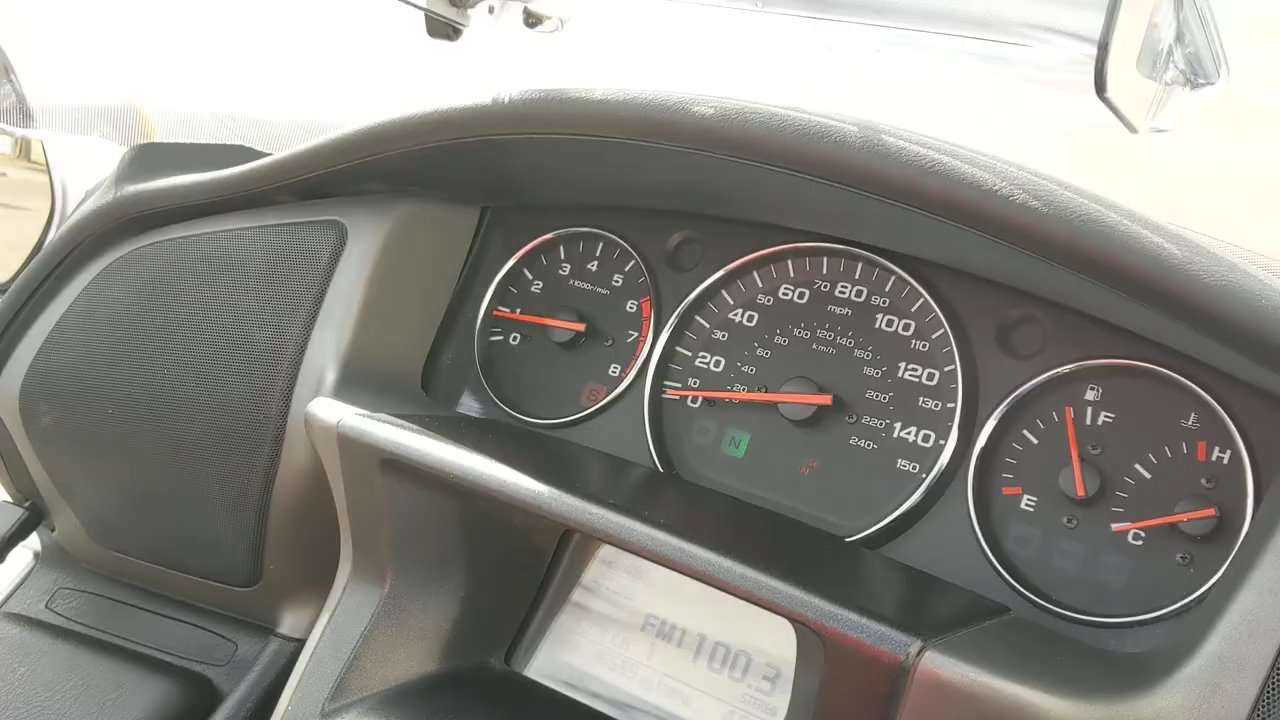 0 1 2 3 4 5 6 7 8
X1000r/min
S
0 10 20 30 40 50 60 70 80 90 100 110 120 130 140 150
mph
20 40 60 80 100 120 140 160 180 200 220 240
km/h
N
F
E
H
C
FM1 100.3
STEREO